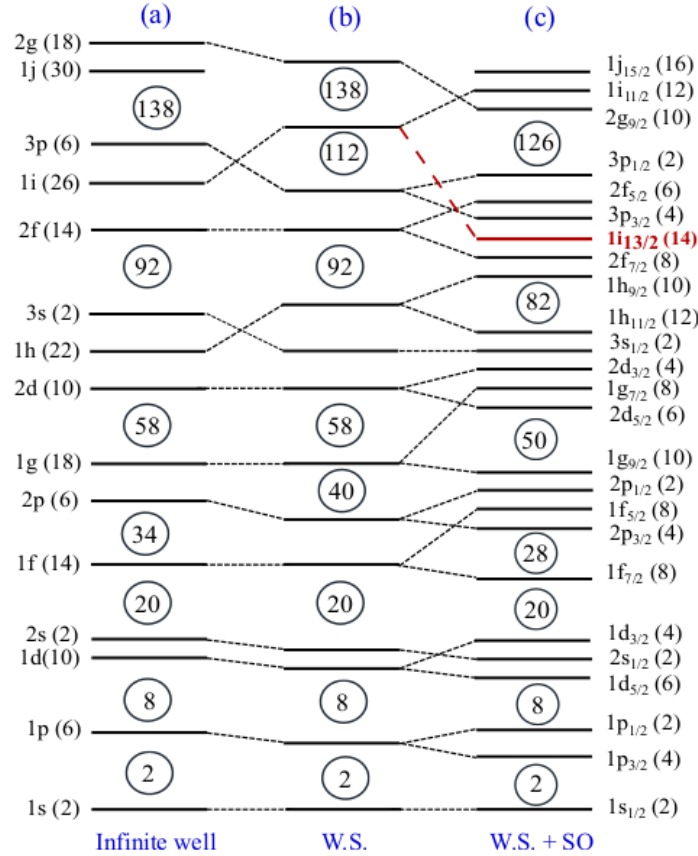 (a)
2g (18)
1j (30)
138
3p (6)
1i (26)
2f (14)
92
3s (2)
1h (22)
2d (10)
58
1g (18)
2p (6)
34
1f (14)
20
2s (2)
1d(10)
8
1p (6)
2
1s (2)
Infinite well
(b)
138
112
92
58
40
20
8
2
W.S.
(c)
1j15/2 (16)
1i11/2 (12)
2g9/2 (10)
126
3p1/2 (2)
2f5/2 (6)
3p3/2 (4)
1i13/2 (14)
2f7/2 (8)
1h9/2 (10)
82
1h11/2 (12)
3s1/2 (2)
2d3/2 (4)
1g7/2 (8)
2d5/2 (6)
50
1g9/2 (10)
2p1/2 (2)
1f5/2 (8)
2p3/2 (4)
28
1f7/2 (8)
20
1d3/2 (4)
2s1/2 (2)
1d5/2 (6)
8
1p1/2 (2)
1p3/2 (4)
2
1s1/2 (2)
W.S. + SO